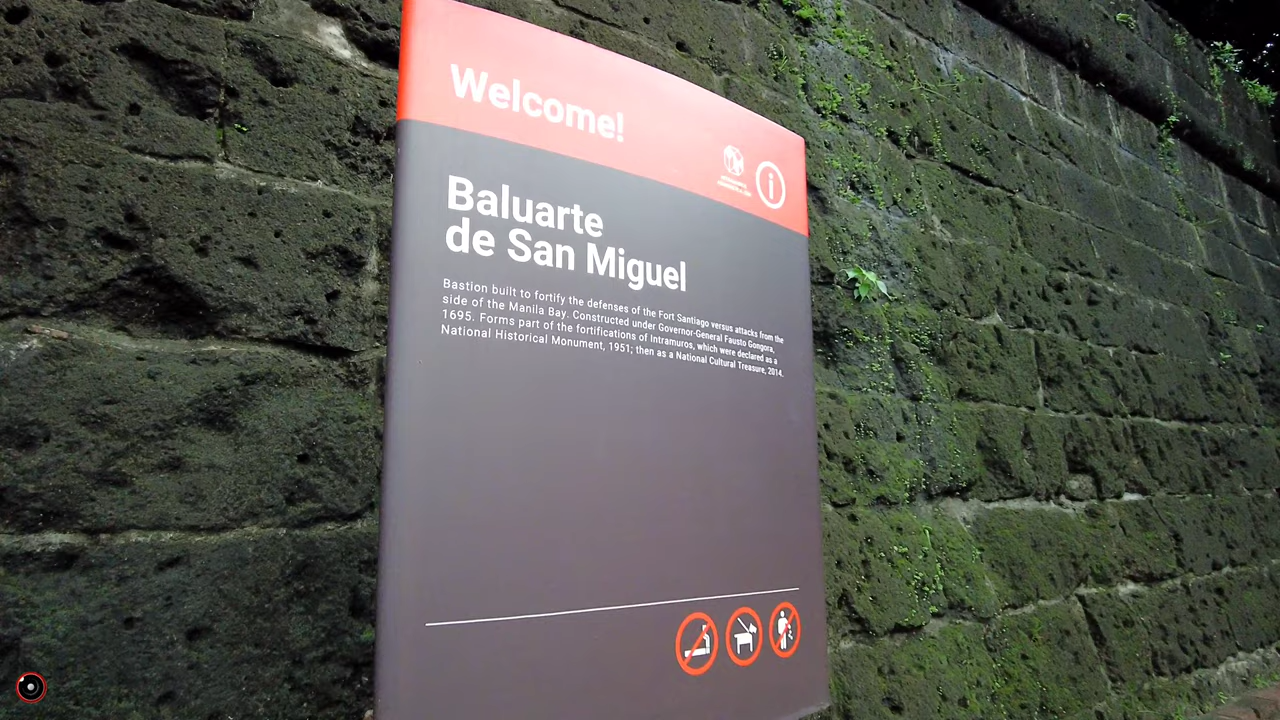 Welcome!
i
Baluarte
de San Miguel
Bastion built to fortify the defenses of the Fort Santiago versus attacks from the
side of the Manila Bay. Constructed under Governor-General Fausto Gongora,
1695. Forms part of the fortifications of Intramuros, which were declared as a
National Historical Monument, 1951; then as a National Cultural Treasure, 2014.